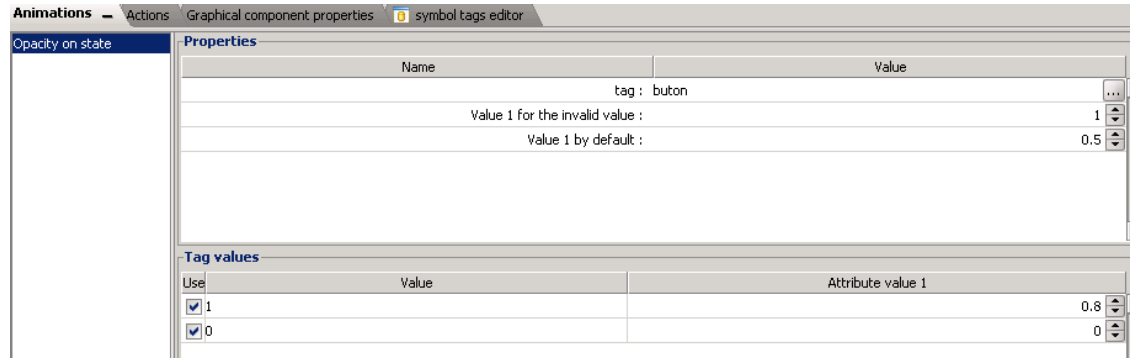 Animations Actions Graphical component properties symbol tags editor
Opacity on state
Properties
Name Value
tag : buton ...
Value 1 for the invalid value : 1
Value 1 by default : 0.5
Tag values
Use Value Attribute value 1
1 0.8
0 0